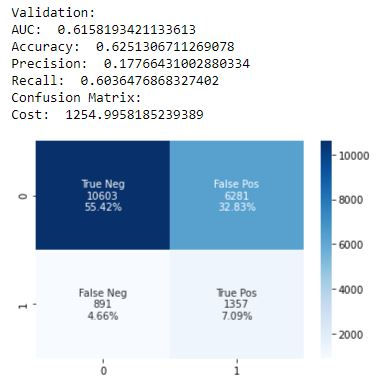 Validation:
AUC:  0.6158193421133613
Accuracy:  0.6251306711269078
Precision:  0.17766431002880334
Recall:  0.6036476868327402
Confusion Matrix:
Cost:  1254.9958185239389
True Neg
10603
55.42%
False Pos
6281
32.83%
False Neg
891
4.66%
True Pos
1357
7.09%
0
1
0
1
10000
8000
6000
4000
2000